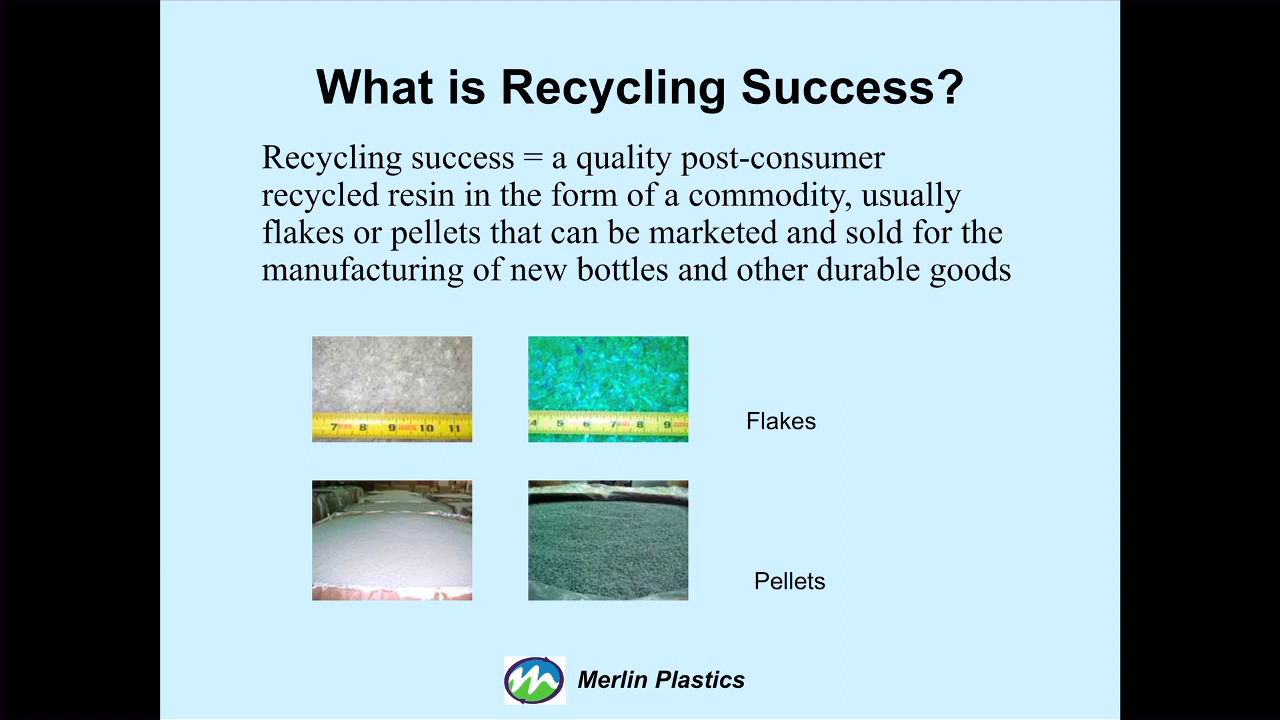 What is Recycling Success?
Recycling success = a quality post-consumer
recycled resin in the form of a commodity, usually
flakes or pellets that can be marketed and sold for the
manufacturing of new bottles and other durable goods
7 8 9 10 11
4 5 6 7 8 9
Flakes
Pellets
Merlin Plastics